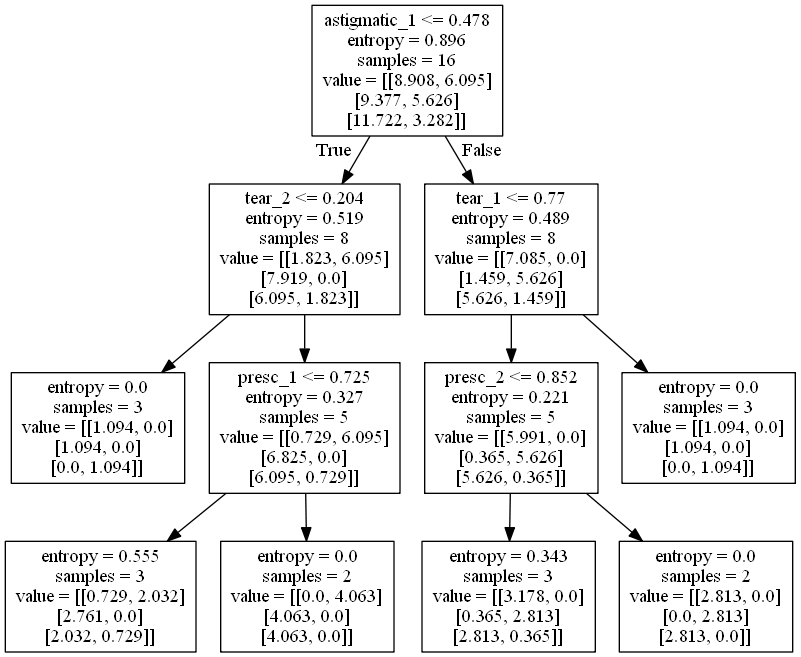 astigmatic_1 <= 0.478
entropy = 0.896
samples = 16
value = [[8.908, 6.095]
[9.377, 5.626]
[11.722, 3.282]]
True
False
tear_2 <= 0.204
entropy = 0.519
samples = 8
value = [[1.823, 6.095]
[7.919, 0.0]
[6.095, 1.823]]
tear_1 <= 0.77
entropy = 0.489
samples = 8
value = [[7.085, 0.0]
[1.459, 5.626]
[5.626, 1.459]]
entropy = 0.0
samples = 3
value = [[1.094, 0.0]
[1.094, 0.0]
[0.0, 1.094]]
presc_1 <= 0.725
entropy = 0.327
samples = 5
value = [[0.729, 6.095]
[6.825, 0.0]
[6.095, 0.729]]
presc_2 <= 0.852
entropy = 0.221
samples = 5
value = [[5.991, 0.0]
[0.365, 5.626]
[5.626, 0.365]]
entropy = 0.0
samples = 3
value = [[1.094, 0.0]
[1.094, 0.0]
[0.0, 1.094]]
entropy = 0.555
samples = 3
value = [[0.729, 2.032]
[2.761, 0.0]
[2.032, 0.729]]
entropy = 0.0
samples = 2
value = [[0.0, 4.063]
[4.063, 0.0]
[4.063, 0.0]]
entropy = 0.343
samples = 3
value = [[3.178, 0.0]
[0.365, 2.813]
[2.813, 0.365]]
entropy = 0.0
samples = 2
value = [[2.813, 0.0]
[0.0, 2.813]
[2.813, 0.0]]